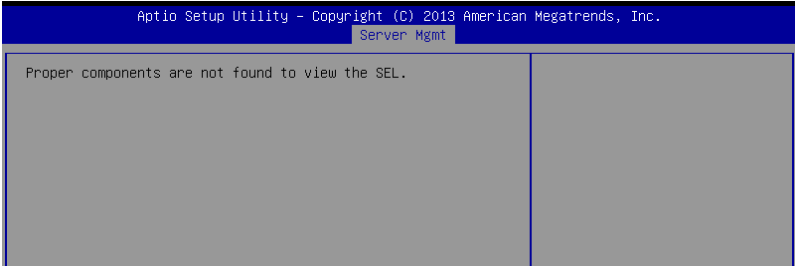 Aptio Setup Utility – Copyright (C) 2013 American Megatrends, Inc.
Server Mgmt
Proper components are not found to view the SEL.